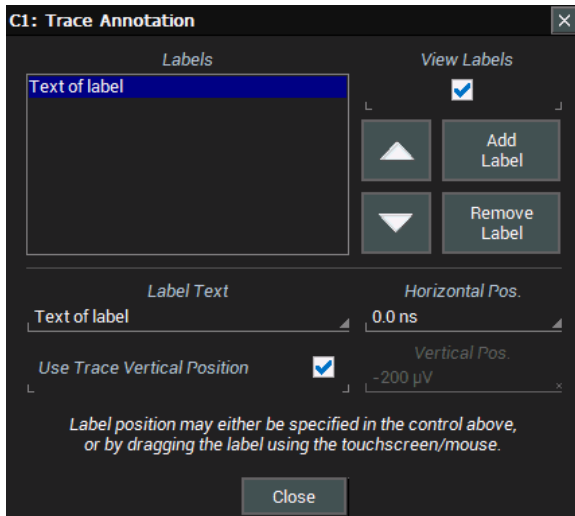 C1: Trace Annotation
Labels
View Labels
Text of label
Add
Label
Remove
Label
Label Text
Horizontal Pos.
Text of label
0.0 ns
Use Trace Vertical Position
Vertical Pos.
-200 µV
Label position may either be specified in the control above,
or by dragging the label using the touchscreen/mouse.
Close